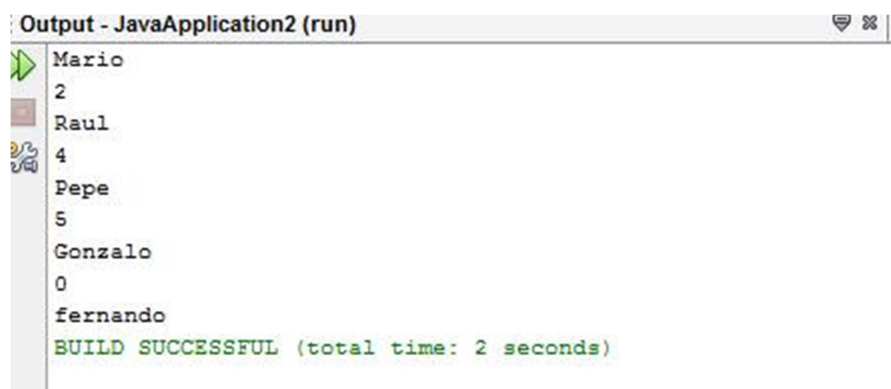 Output - JavaApplication2 (run)
Mario
2
Raul
4
Pepe
5
Gonzalo
0
fernando
BUILD SUCCESSFUL (total time: 2 seconds)